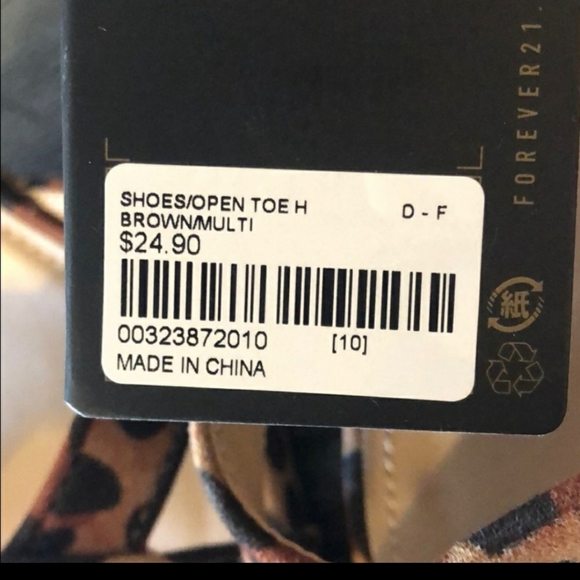 SHOES/OPEN TOE H D - F
BROWN/MULTI
$24.90
00323872010 [10]
MADE IN CHINA
FOREVER21.
紙